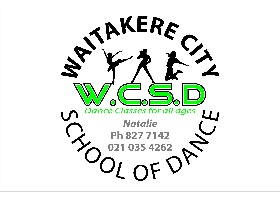 WAITAKERE CITY
W.C.S.D
Dance Classes for all ages
Natalie
Ph 827 7142
021 035 4262
SCHOOL OF DANCE